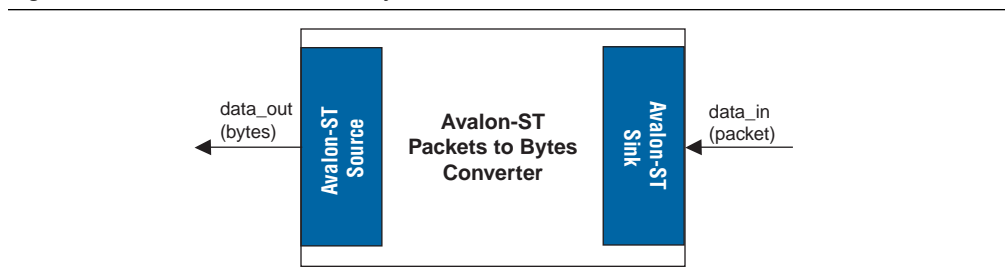 data_out
(bytes)
Avalon-ST
Source
Avalon-ST
Packets to Bytes
Converter
Avalon-ST
Sink
data_in
(packet)